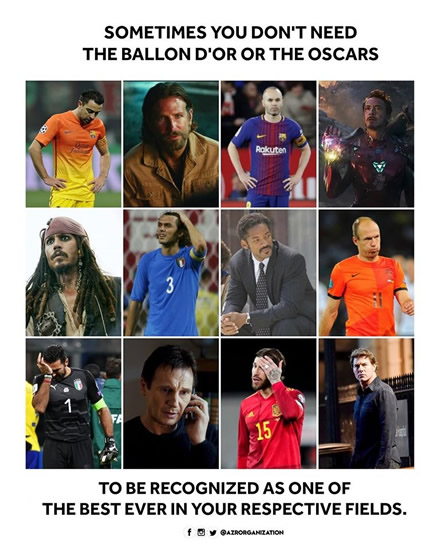 SOMETIMES YOU DON'T NEED
THE BALLON D'OR OR THE OSCARS
Rakuten
3
11
1
15
TO BE RECOGNIZED AS ONE OF
THE BEST EVER IN YOUR RESPECTIVE FIELDS.
@AZRORGANIZATION